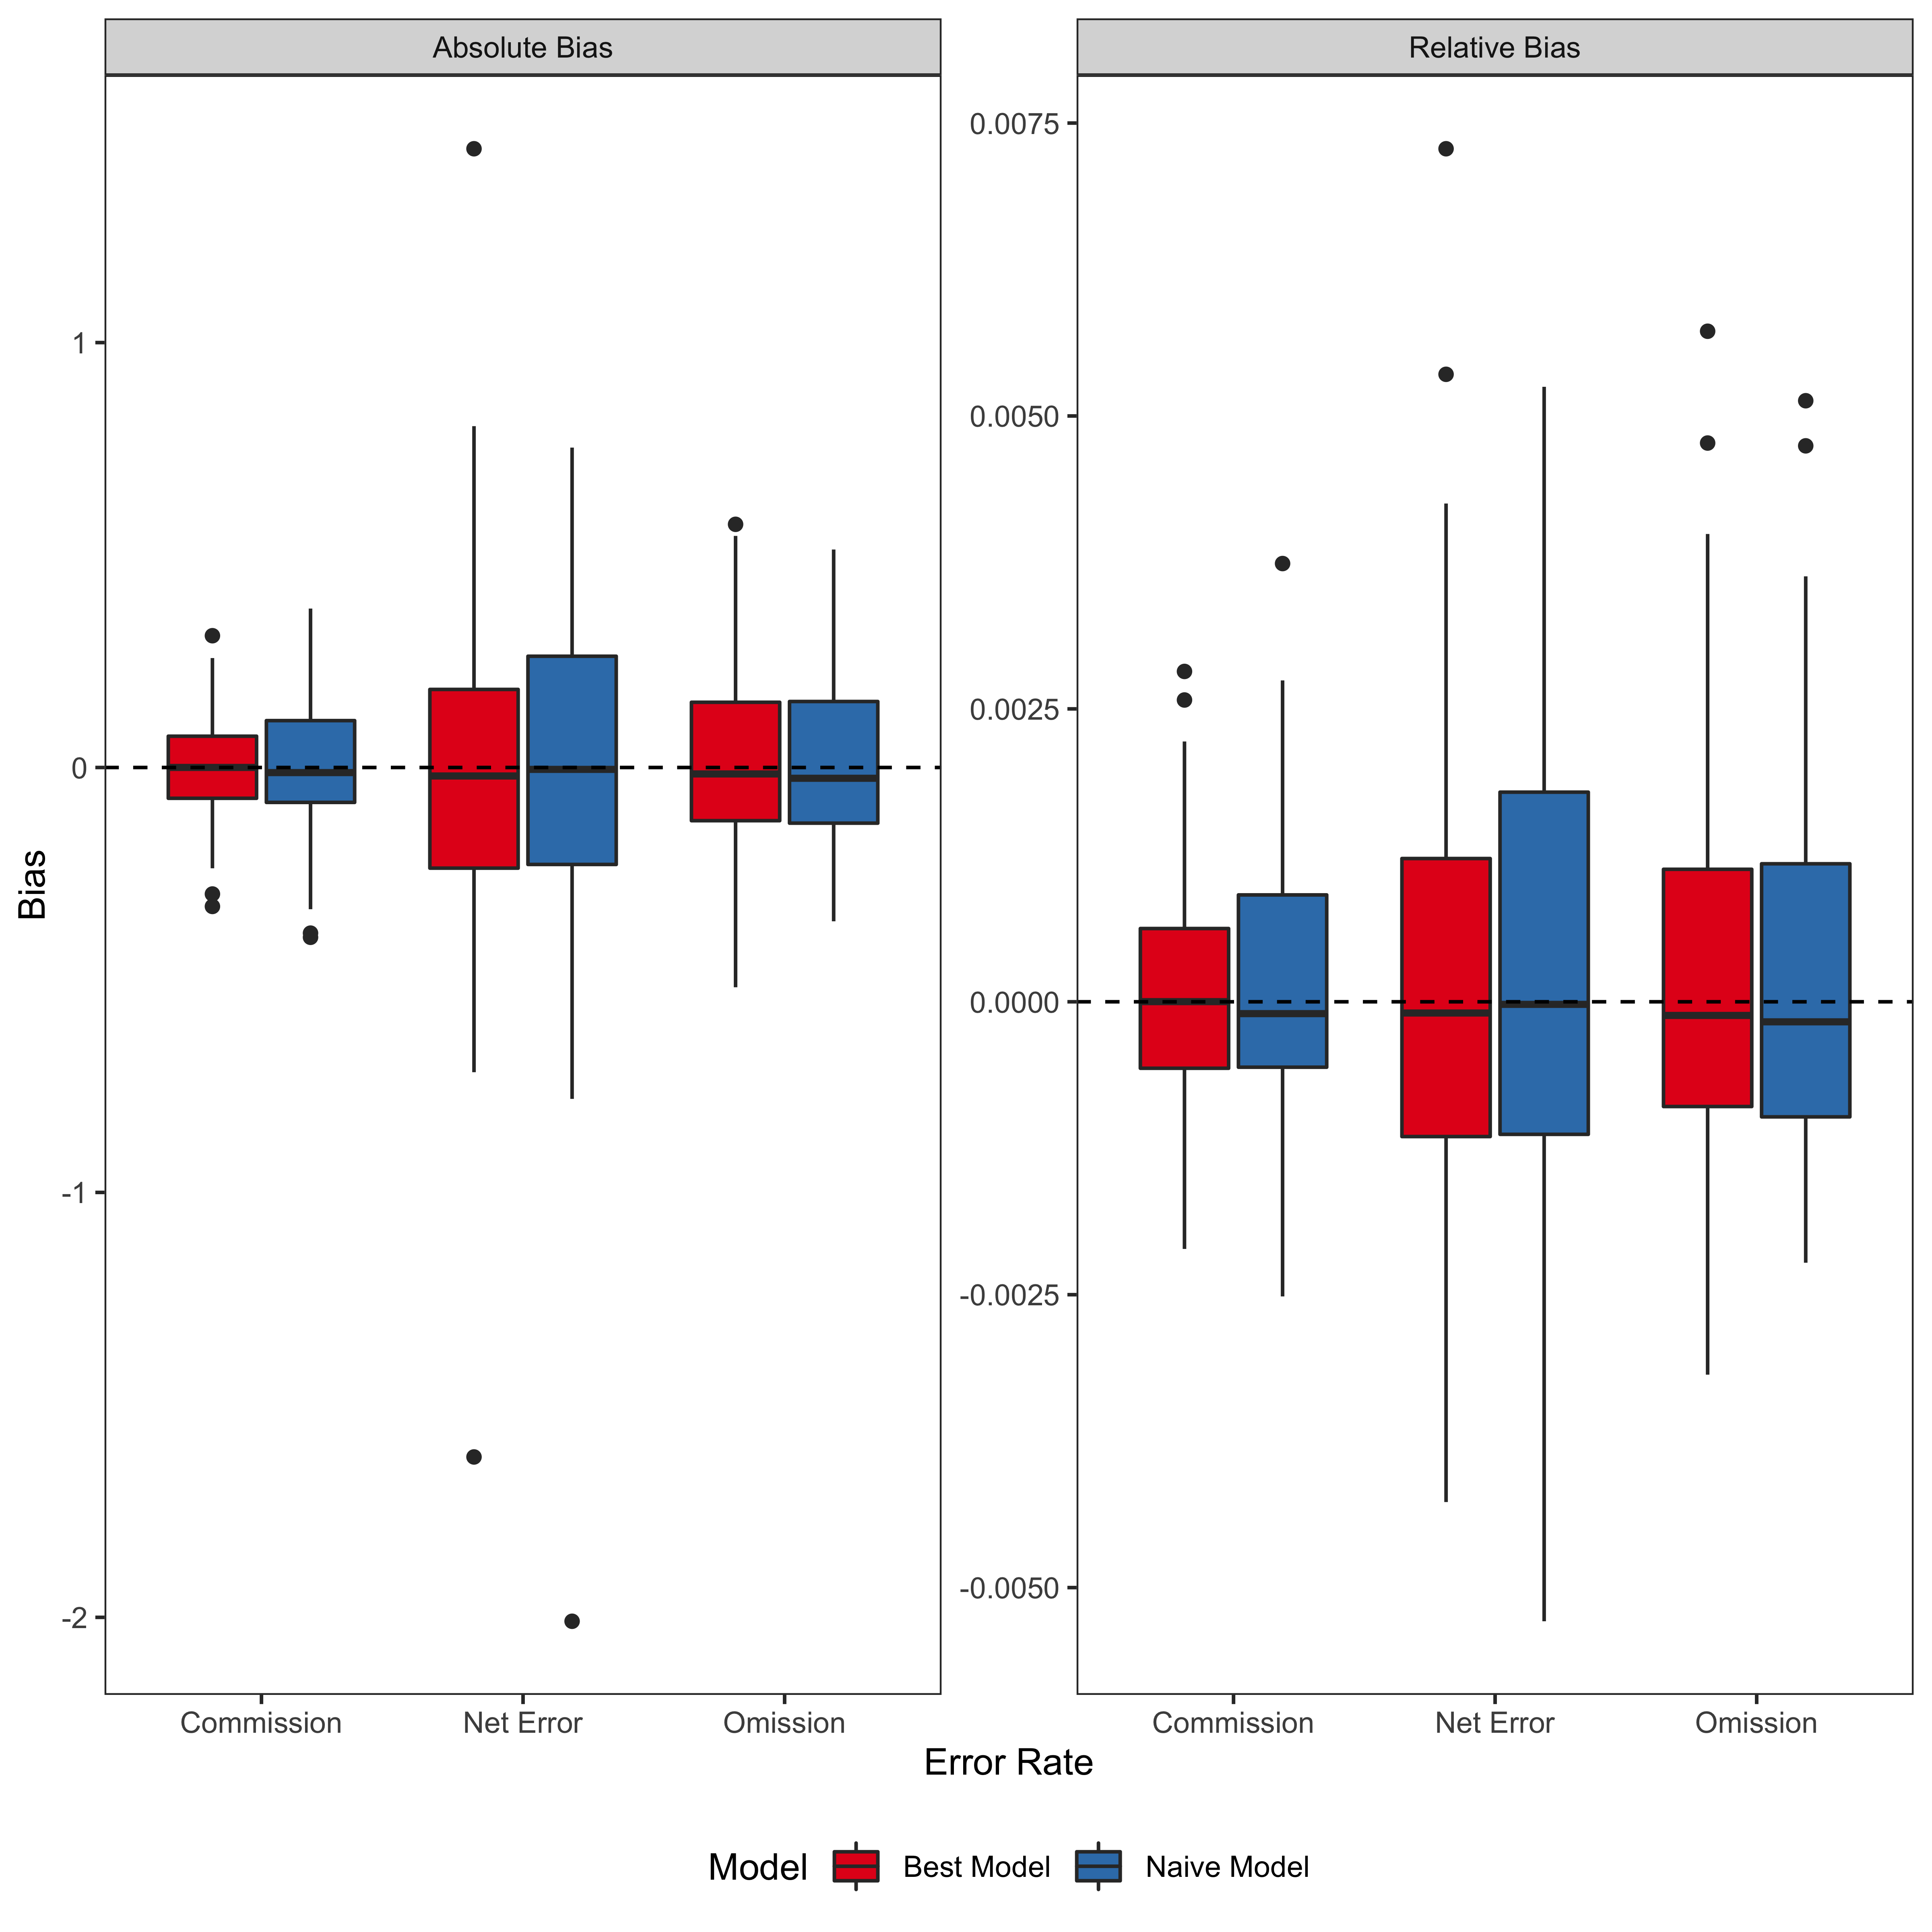 Absolute Bias
Relative Bias
Bias
1
0
-1
-2
0.0075
0.0050
0.0025
0.0000
-0.0025
-0.0050
Commission Net Error Omission
Commission Net Error Omission
Error Rate
Model Best Model Naive Model